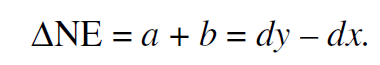 ΔNE = a + b = dy – dx.